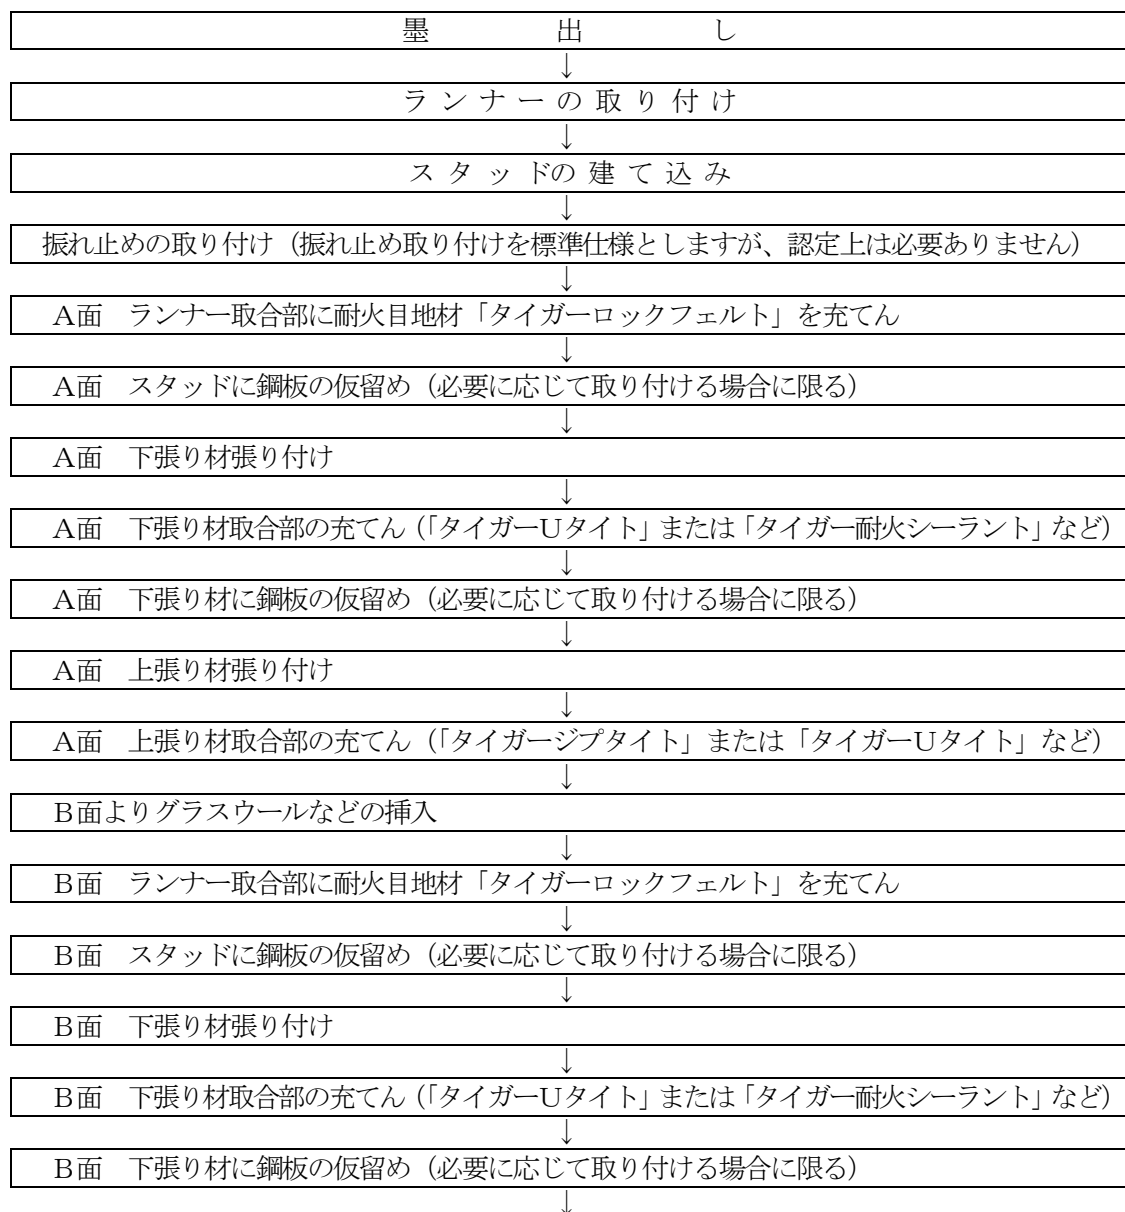 墨出し
↓
ランナーの取り付け
↓
スタッドの建て込み
↓
振れ止めの取り付け（振れ止め取り付けを標準仕様としますが、認定上は必要ありません）
↓
A面　ランナー取合部に耐火目地材「タイガーロックフェルト」を充てん
↓
A面　スタッドに鋼板の仮留め（必要に応じて取り付ける場合に限る）
↓
A面　下張り材張り付け
↓
A面　下張り材取合部の充てん（「タイガーUタイト」または「タイガー耐火シーラント」など）
↓
A面　下張り材に鋼板の仮留め（必要に応じて取り付ける場合に限る）
↓
A面　上張り材張り付け
↓
A面　上張り材取合部の充てん（「タイガージプタイト」または「タイガーUタイト」など）
↓
B面よりグラスウールなどの挿入
↓
B面　ランナー取合部に耐火目地材「タイガーロックフェルト」を充てん
↓
B面　スタッドに鋼板の仮留め（必要に応じて取り付ける場合に限る）
↓
B面　下張り材張り付け
↓
B面　下張り材取合部の充てん（「タイガーUタイト」または「タイガー耐火シーラント」など）
↓
B面　下張り材に鋼板の仮留め（必要に応じて取り付ける場合に限る）
↓